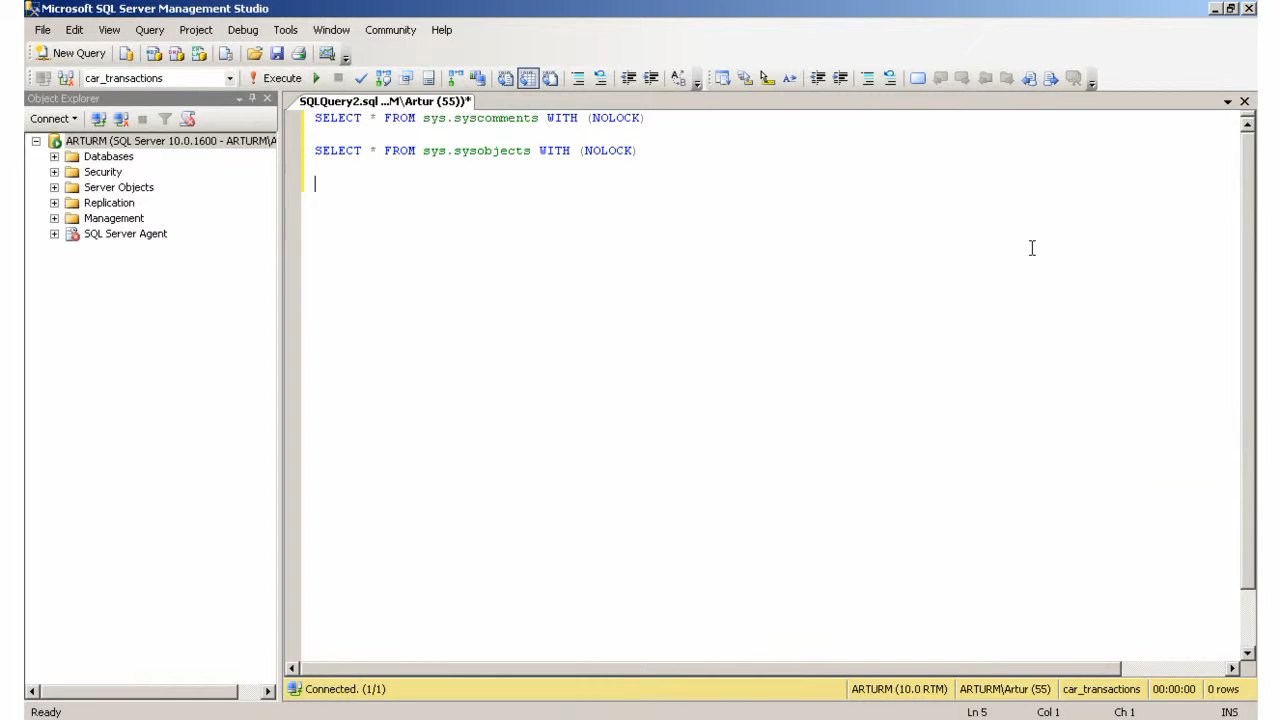 Microsoft SQL Server Management Studio
File Edit View Query Project Debug Tools Window Community Help
New Query
car_transactions Execute
Object Explorer
Connect
ARTURM (SQL Server 10.0.1600 - ARTURM\A
Databases
Security
Server Objects
Replication
Management
SQL Server Agent
SQLQuery2.sql ...M\Artur (55))*
SELECT * FROM sys.syscomments WITH (NOLOCK)
SELECT * FROM sys.sysobjects WITH (NOLOCK)
Connected. (1/1) ARTURM (10.0 RTM) ARTURM\Artur (55) car_transactions 00:00:00 0 rows
Ready Ln 5 Col 1 Ch 1 INS